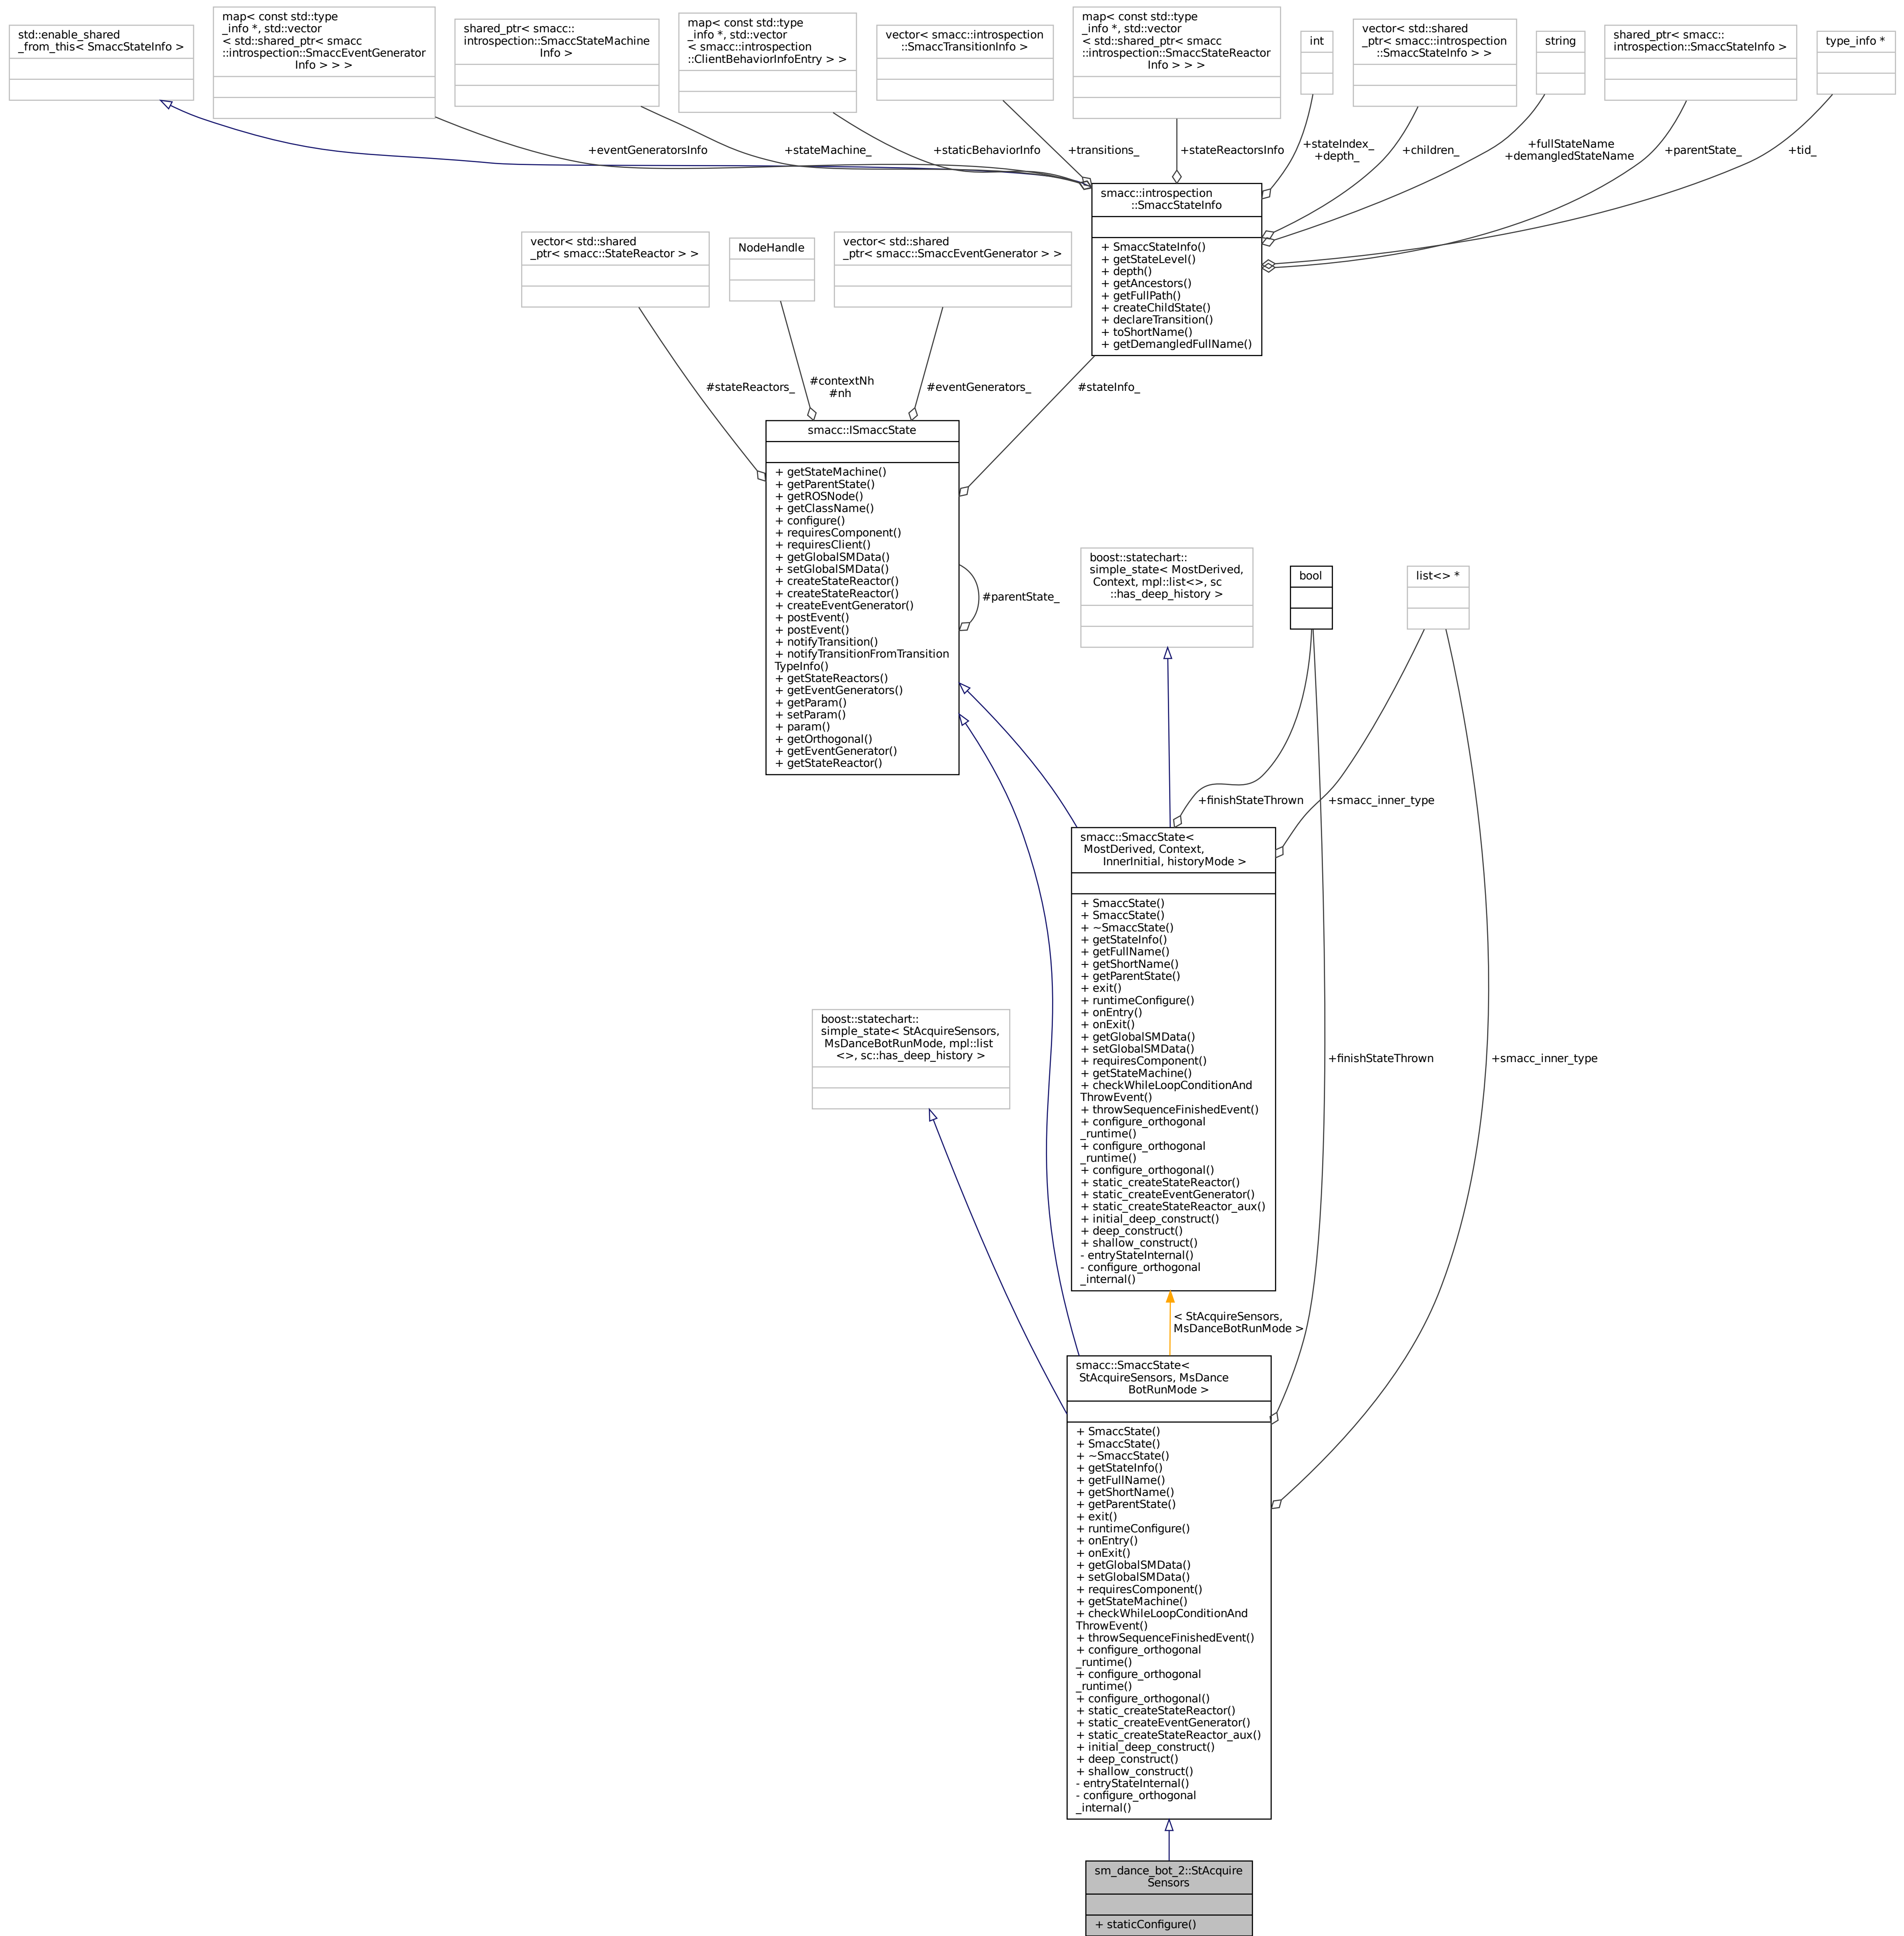 std::enable_shared
_from_this< SmaccStateInfo >
map< const std::type
_info *, std::vector
< std::shared_ptr< smacc
::introspection::SmaccEventGenerator
Info > > >
shared_ptr< smacc::
introspection::SmaccStateMachine
Info >
map< const std::type
_info *, std::vector
< smacc::introspection
::ClientBehaviorInfoEntry > >
vector< smacc::introspection
::SmaccTransitionInfo >
map< const std::type
_info *, std::vector
< std::shared_ptr< smacc
::introspection::SmaccStateReactor
Info > > >
int
vector< std::shared
_ptr< smacc::introspection
::SmaccStateInfo > >
string
shared_ptr< smacc::
introspection::SmaccStateInfo >
type_info *
+eventGeneratorsInfo
+stateMachine_
+staticBehaviorInfo
+transitions_
+stateReactorsInfo
+stateIndex_
+depth_
+children_
+fullStateName
+demangledStateName
+parentState_
+tid_
smacc::introspection
::SmaccStateInfo
+ SmaccStateInfo()
+ getStateLevel()
+ depth()
+ getAncestors()
+ getFullPath()
+ createChildState()
+ declareTransition()
+ toShortName()
+ getDemangledFullName()
vector< std::shared
_ptr< smacc::StateReactor > >
NodeHandle
vector< std::shared
_ptr< smacc::SmaccEventGenerator > >
#stateReactors_
#contextNh
#nh
#eventGenerators_
#stateInfo_
smacc::ISmaccState
+ getStateMachine()
+ getParentState()
+ getROSNode()
+ getClassName()
+ configure()
+ requiresComponent()
+ requiresClient()
+ getGlobalSMData()
+ setGlobalSMData()
+ createStateReactor()
+ createStateReactor()
+ createEventGenerator()
+ postEvent()
+ postEvent()
+ notifyTransition()
+ notifyTransitionFromTransition
TypeInfo()
+ getStateReactors()
+ getEventGenerators()
+ getParam()
+ setParam()
+ param()
+ getOrthogonal()
+ getEventGenerator()
+ getStateReactor()
#parentState_
boost::statechart::
simple_state< MostDerived,
Context, mpl::list<>, sc
::has_deep_history >
bool
list<> *
+finishStateThrown
+smacc_inner_type
smacc::SmaccState<
MostDerived, Context,
InnerInitial, historyMode >
+ SmaccState()
+ SmaccState()
+ ~SmaccState()
+ getStateInfo()
+ getFullName()
+ getShortName()
+ getParentState()
+ exit()
+ runtimeConfigure()
+ onEntry()
+ onExit()
+ getGlobalSMData()
+ setGlobalSMData()
+ requiresComponent()
+ getStateMachine()
+ checkWhileLoopConditionAnd
ThrowEvent()
+ throwSequenceFinishedEvent()
+ configure_orthogonal
_runtime()
+ configure_orthogonal
_runtime()
+ configure_orthogonal()
+ static_createStateReactor()
+ static_createEventGenerator()
+ static_createStateReactor_aux()
+ initial_deep_construct()
+ deep_construct()
+ shallow_construct()
- entryStateInternal()
- configure_orthogonal
_internal()
boost::statechart::
simple_state< StAcquireSensors,
MsDanceBotRunMode, mpl::list
<>, sc::has_deep_history >
+finishStateThrown
+smacc_inner_type
< StAcquireSensors,
MsDanceBotRunMode >
smacc::SmaccState<
StAcquireSensors, MsDance
BotRunMode >
+ SmaccState()
+ SmaccState()
+ ~SmaccState()
+ getStateInfo()
+ getFullName()
+ getShortName()
+ getParentState()
+ exit()
+ runtimeConfigure()
+ onEntry()
+ onExit()
+ getGlobalSMData()
+ setGlobalSMData()
+ requiresComponent()
+ getStateMachine()
+ checkWhileLoopConditionAnd
ThrowEvent()
+ throwSequenceFinishedEvent()
+ configure_orthogonal
_runtime()
+ configure_orthogonal
_runtime()
+ configure_orthogonal()
+ static_createStateReactor()
+ static_createEventGenerator()
+ static_createStateReactor_aux()
+ initial_deep_construct()
+ deep_construct()
+ shallow_construct()
- entryStateInternal()
- configure_orthogonal
_internal()
sm_dance_bot_2::StAcquire
Sensors
+ staticConfigure()